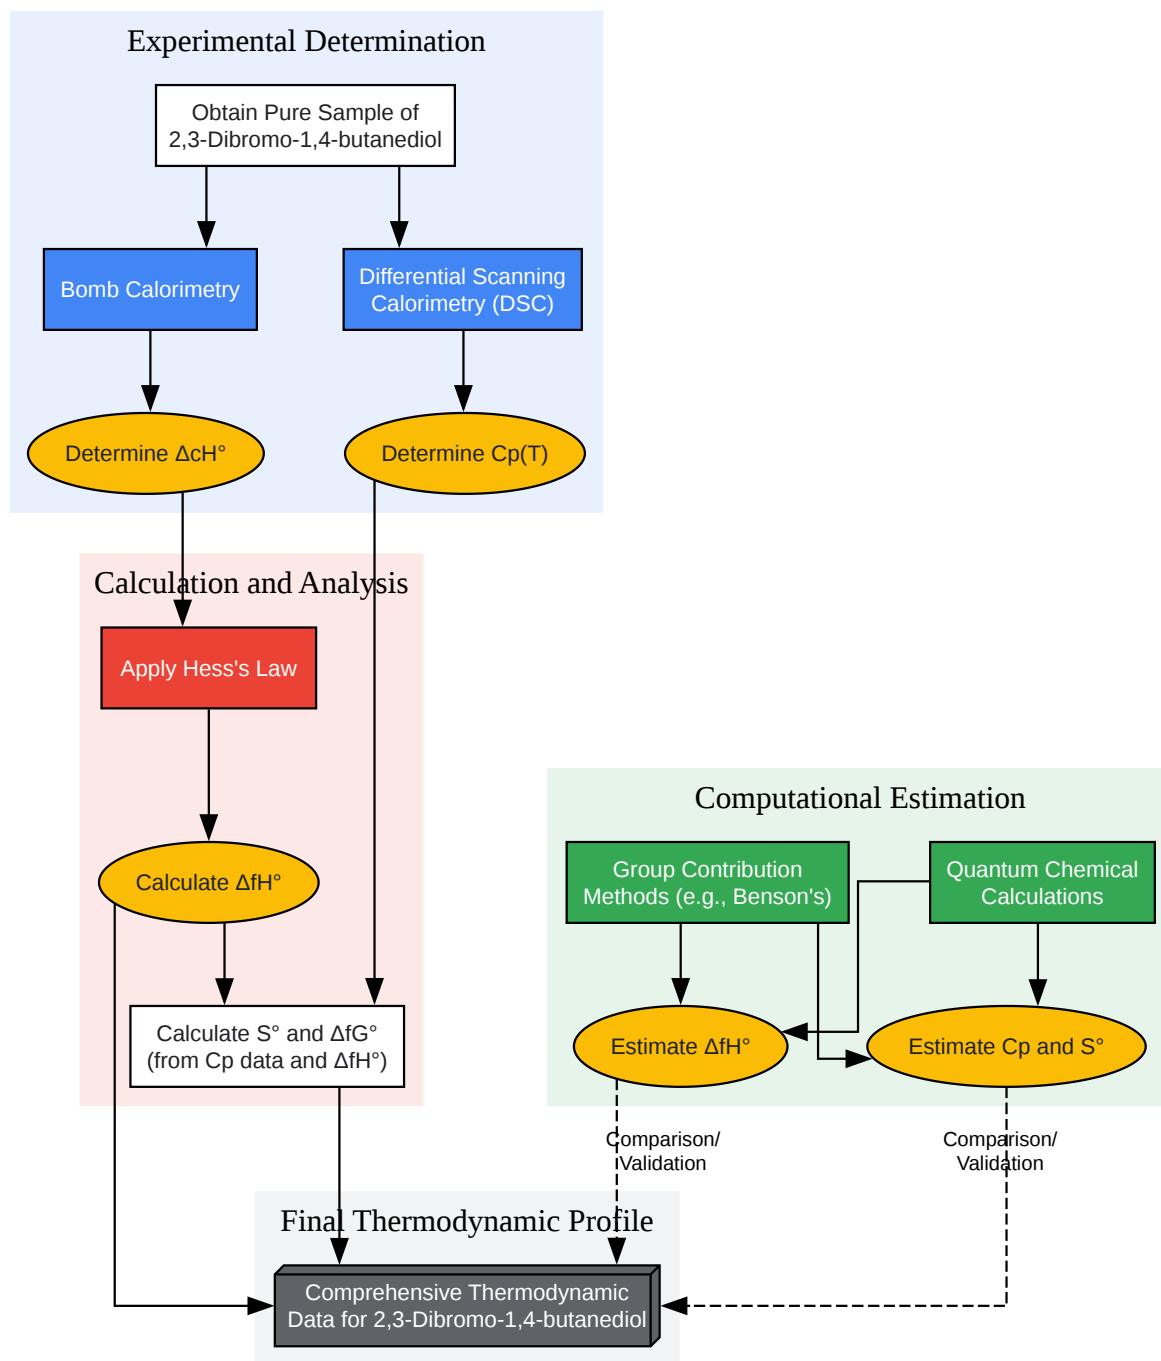 Experimental Determination
Obtain Pure Sample of
2,3-Dibromo-1,4-butanediol
Bomb Calorimetry
Differential Scanning
Calorimetry (DSC)
Determine ΔcH°
Determine Cp(T)
Calculation and Analysis
Apply Hess's Law
Calculate ΔfH°
Calculate S° and ΔfG°
(from Cp data and ΔfH°)
Computational Estimation
Group Contribution
Methods (e.g., Benson's)
Quantum Chemical
Calculations
Estimate ΔfH°
Estimate Cp and S°
Comparison/
Validation
Comparison/
Validation
Final Thermodynamic Profile
Comprehensive Thermodynamic
Data for 2,3-Dibromo-1,4-butanediol